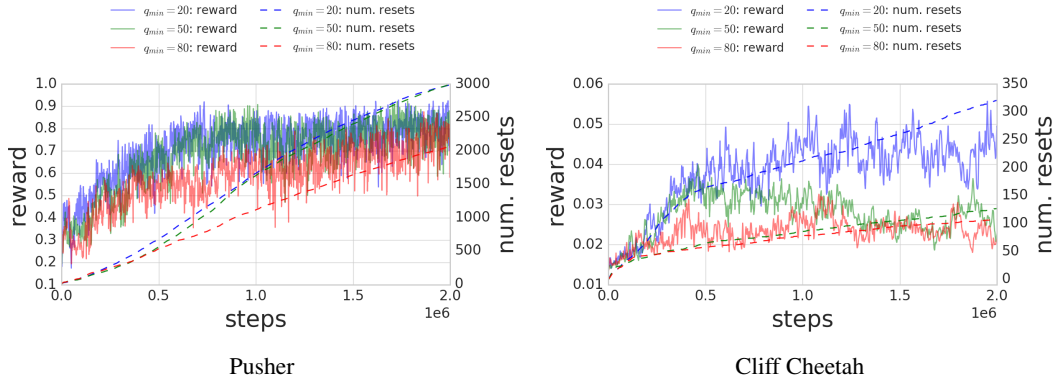 q_min = 20: reward
q_min = 50: reward
q_min = 80: reward
q_min = 20: num. resets
q_min = 50: num. resets
q_min = 80: num. resets
1.0
0.9
0.8
0.7
0.6
0.5
0.4
0.3
0.2
0.1
reward
3000
2500
2000
1500
1000
500
0
num. resets
0.0 0.5 1.0 1.5 2.0
1e6
steps
Pusher
q_min = 20: reward
q_min = 50: reward
q_min = 80: reward
q_min = 20: num. resets
q_min = 50: num. resets
q_min = 80: num. resets
0.06
0.05
0.04
0.03
0.02
0.01
reward
350
300
250
200
150
100
50
0
num. resets
0.0 0.5 1.0 1.5 2.0
1e6
steps
Cliff Cheetah